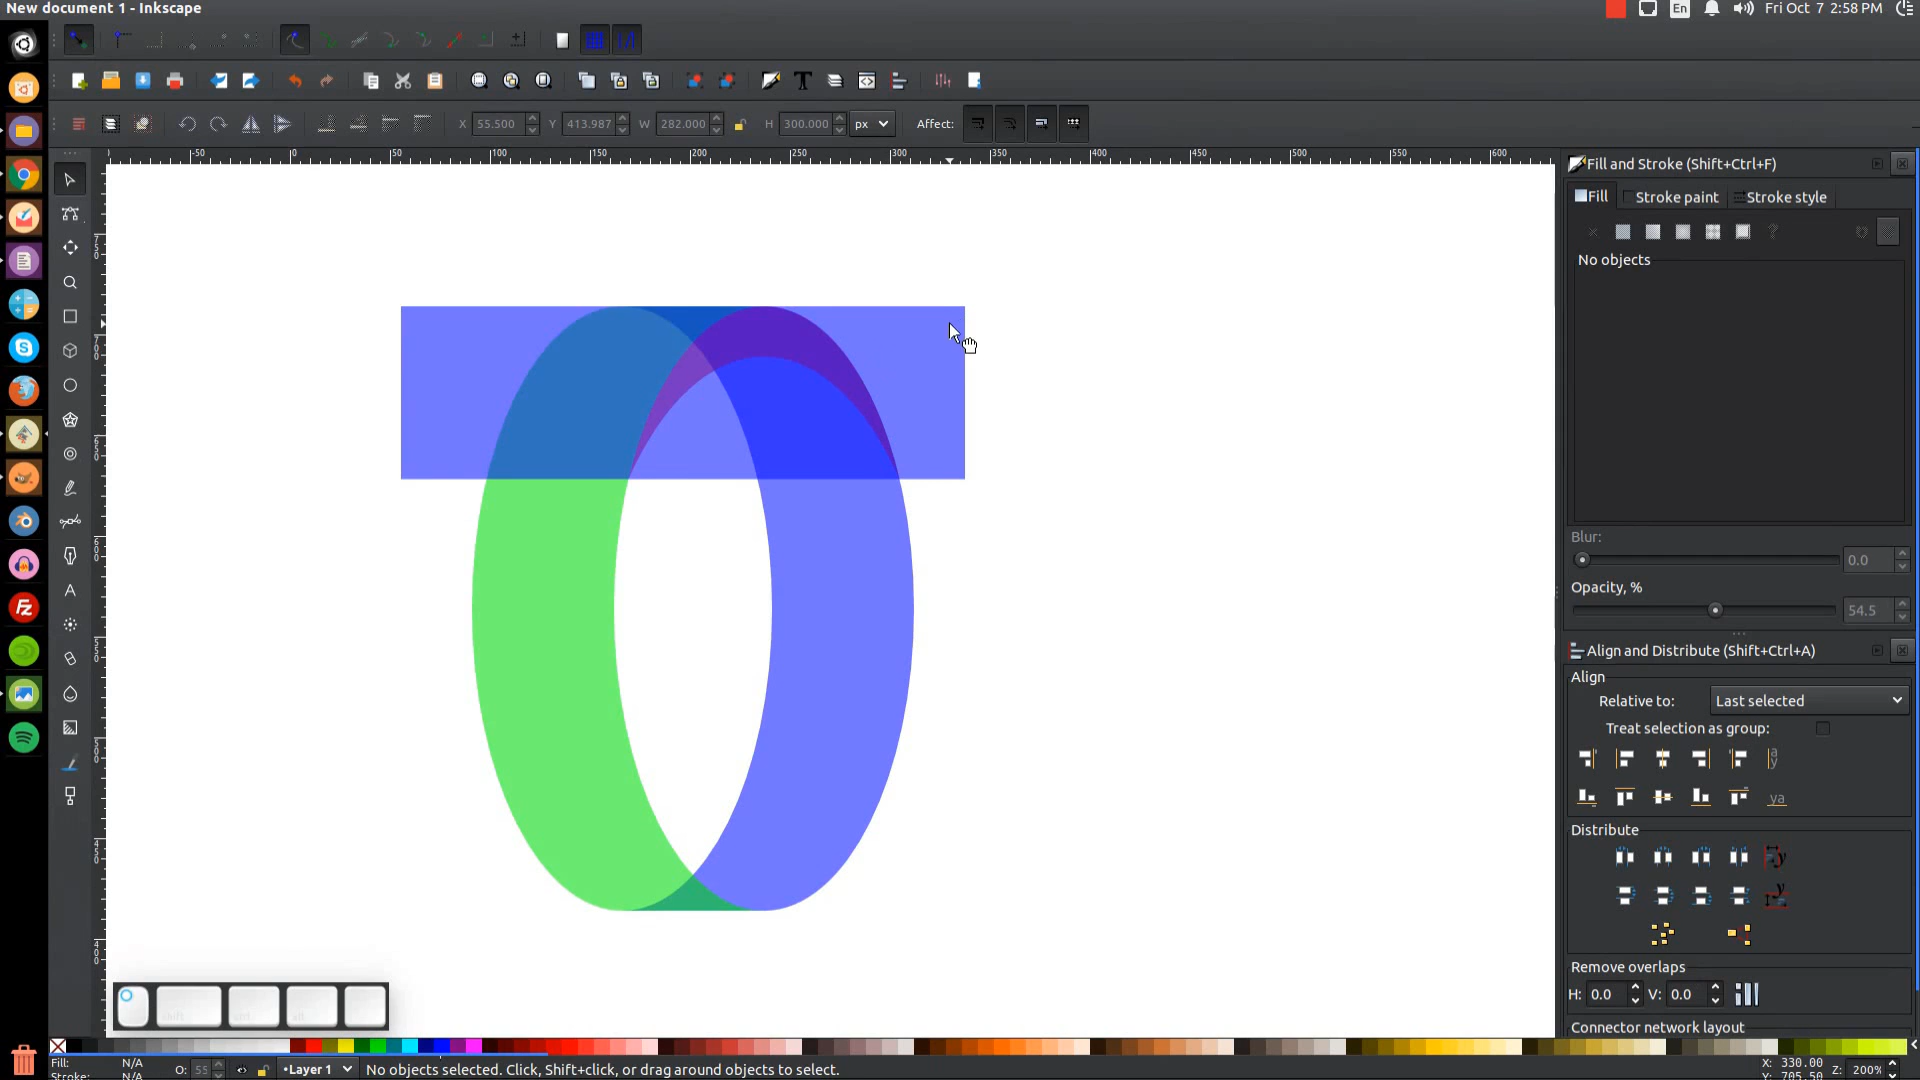 New document 1 - Inkscape
En
Fri Oct 7 2:58 PM
X 55.500
Y 413.987
W 282.000
H 300.000
px
Affect:
-50 0 50 100 150 200 250 300 350 400 450 500 550 600
Fill and Stroke (Shift+Ctrl+F)
Fill
Stroke paint
Stroke style
No objects
Blur:
0.0
Opacity, %
54.5
Align and Distribute (Shift+Ctrl+A)
Align
Relative to:
Last selected
Treat selection as group:
Distribute
Remove overlaps
H: 0.0
V: 0.0
Connector network layout
Fill: N/A
Stroke: N/A
O: 55
•Layer 1
No objects selected. Click, Shift+click, or drag around objects to select.
X: 330.00
Y: 705.50
Z: 200%